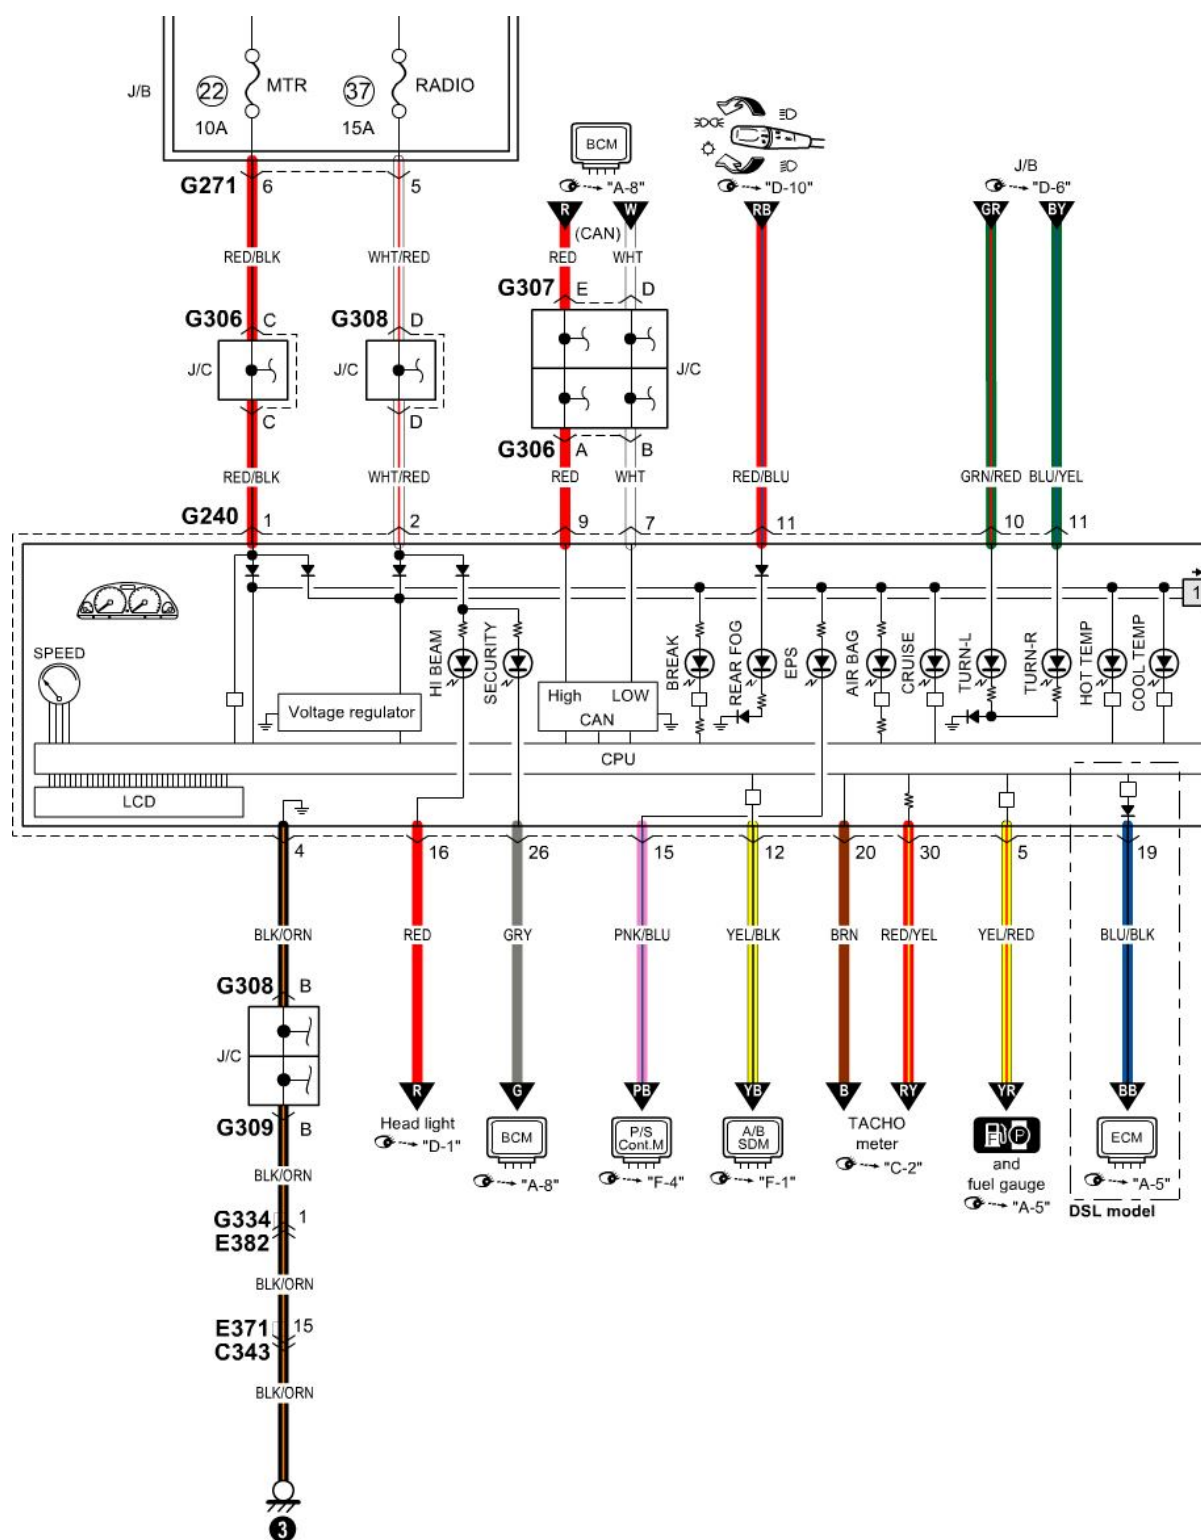 J/B
22 MTR 37 RADIO
10A 15A
BCM
"A-8" "D-10"
J/B
"D-6"
G271 6 5
R W RB GR BY
(CAN)
RED/BLK WHT/RED RED WHT
G307 E D
G306 C G308 D
J/C J/C J/C
C D
G306 A B
RED/BLK WHT/RED RED WHT RED/BLU GRN/RED BLU/YEL
G240 1 2 9 7 11 10 11
1
SPEED
HI BEAM SECURITY BREAK REAR FOG EPS AIR BAG CRUISE TURN-L TURN-R HOT TEMP COOL TEMP
Voltage regulator
High LOW
CAN
CPU
LCD
4 16 26 15 12 20 30 5 19
BLK/ORN RED GRY PNK/BLU YEL/BLK BRN RED/YEL YEL/RED BLU/BLK
G308 B
J/C
R G PB YB B RY YR BB
G309 B
Head light
"D-1"
BCM
"A-8"
P/S
Cont.M
"F-4"
A/B
SDM
"F-1"
TACHO
meter
"C-2"
F P
and
fuel gauge
"A-5"
ECM
"A-5"
DSL model
BLK/ORN
G334 1
E382
BLK/ORN
E371 15
C343
BLK/ORN
3